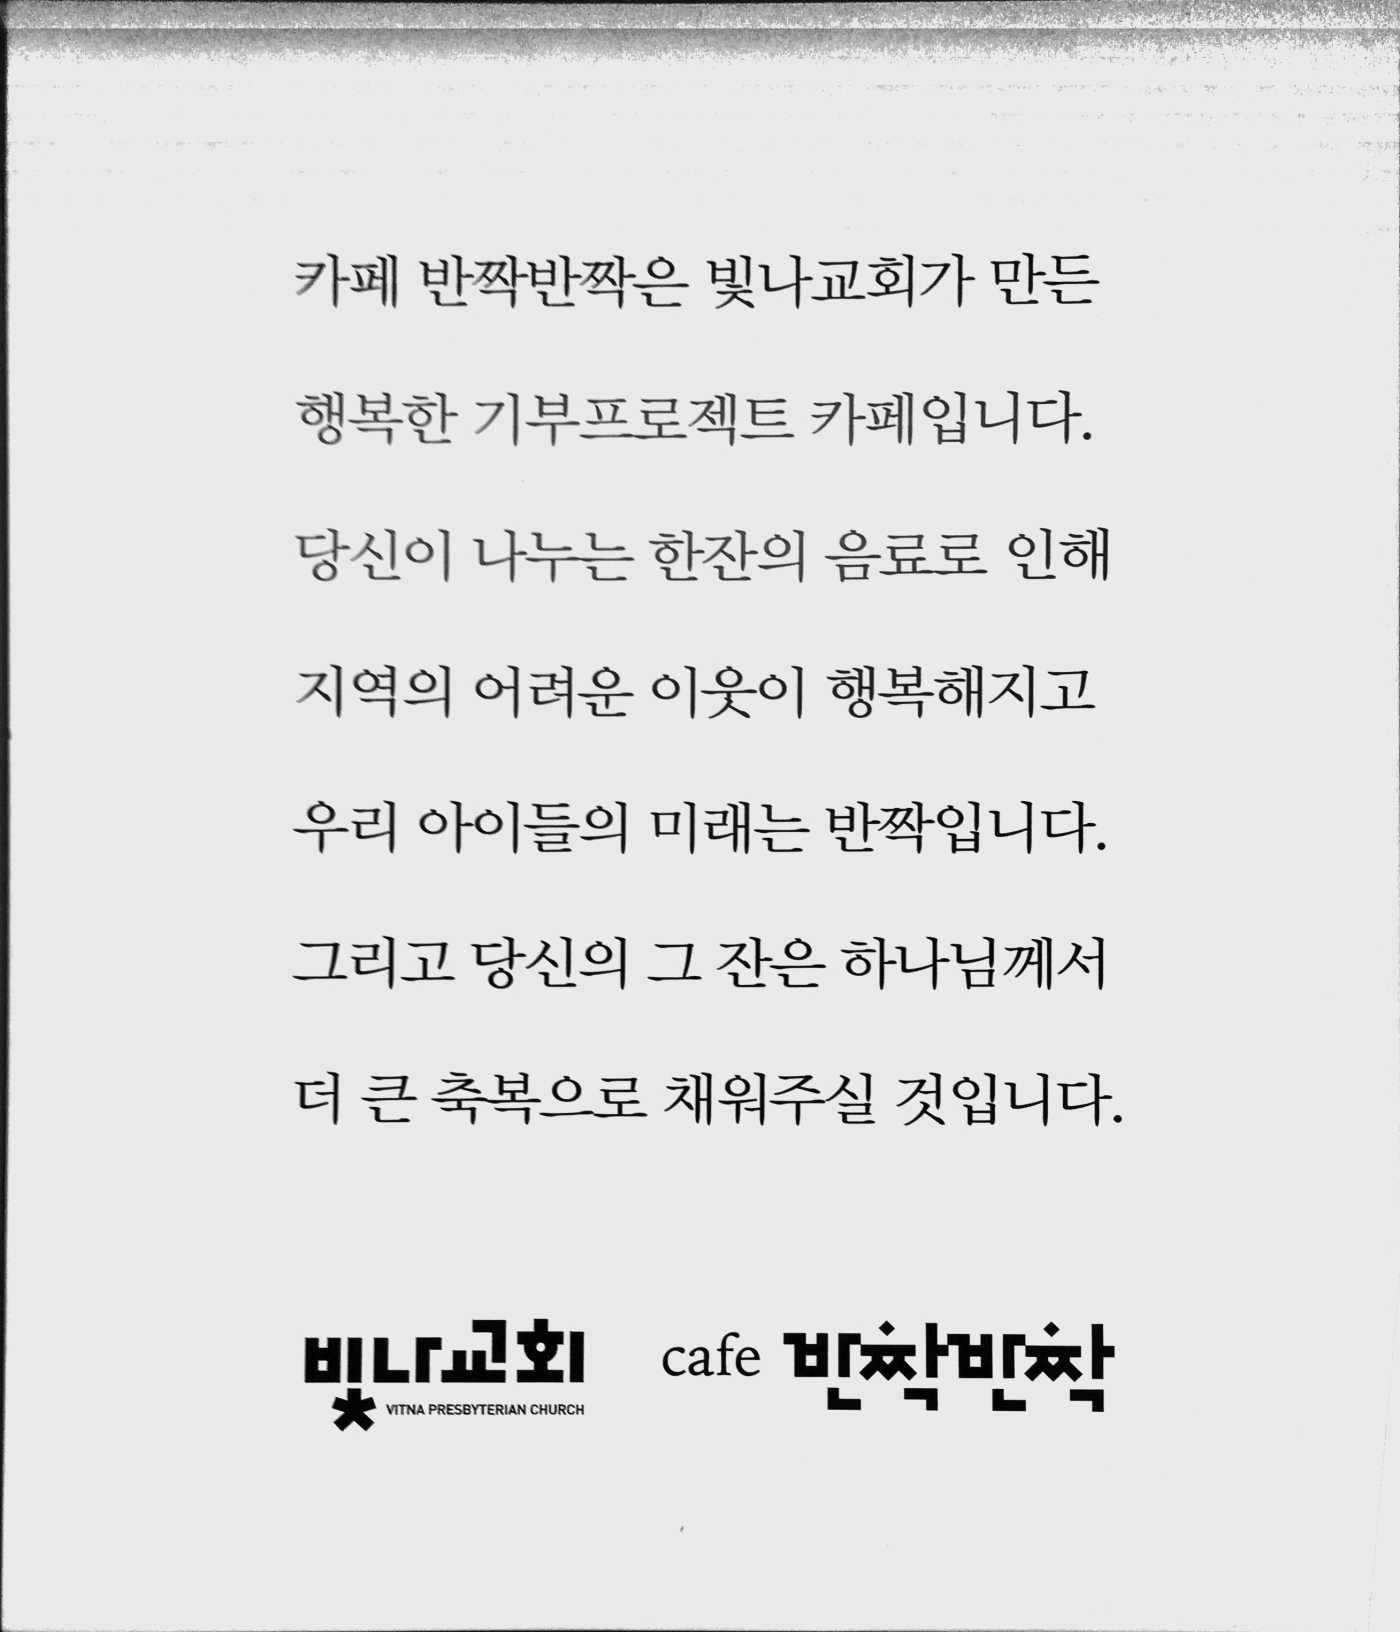 카페 반짝반짝은 빛나교회가 만든
행복한 기부프로젝트 카페입니다.
당신이 나누는 한잔의 음료로 인해
지역의 어려운 이웃이 행복해지고
우리 아이들의 미래는 반짝입니다.
그리고 당신의 그 잔은 하나님께서
더 큰 축복으로 채워주실 것입니다.
빛나교회 cafe 반짝반짝
VITNA PRESBYTERIAN CHURCH